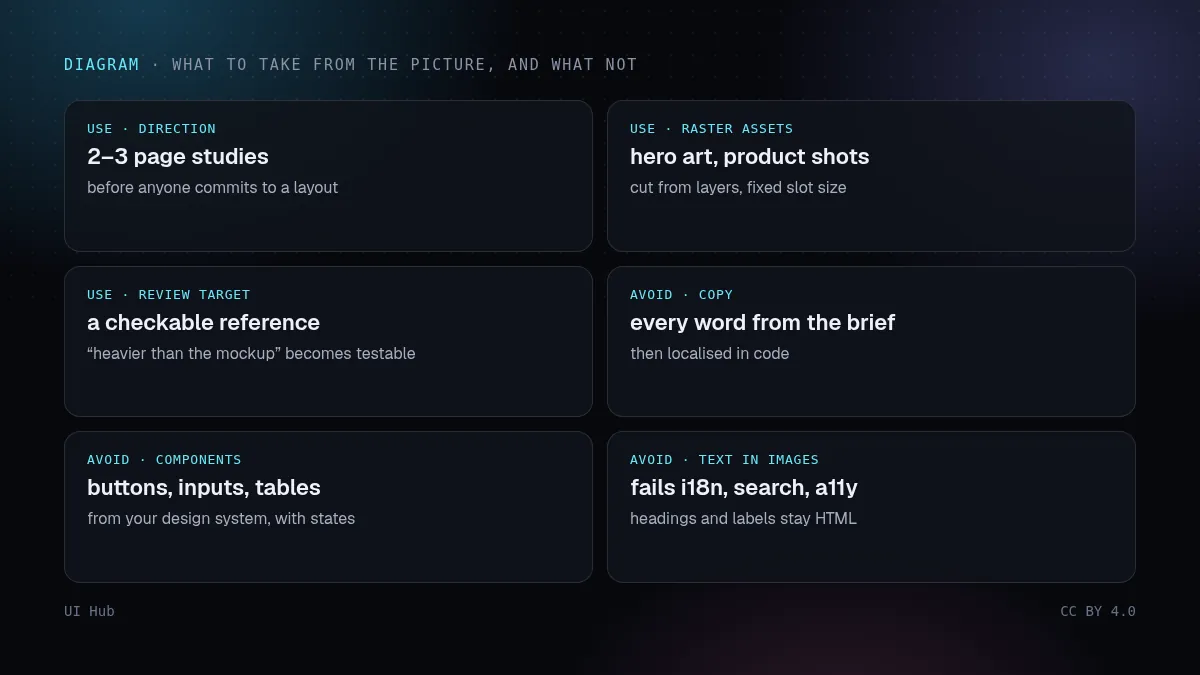 DIAGRAM · WHAT TO TAKE FROM THE PICTURE, AND WHAT NOT
USE · DIRECTION
2–3 page studies
before anyone commits to a layout
USE · RASTER ASSETS
hero art, product shots
cut from layers, fixed slot size
USE · REVIEW TARGET
a checkable reference
“heavier than the mockup” becomes testable
AVOID · COPY
every word from the brief
then localised in code
AVOID · COMPONENTS
buttons, inputs, tables
from your design system, with states
AVOID · TEXT IN IMAGES
fails i18n, search, a11y
headings and labels stay HTML
UI Hub
CC BY 4.0